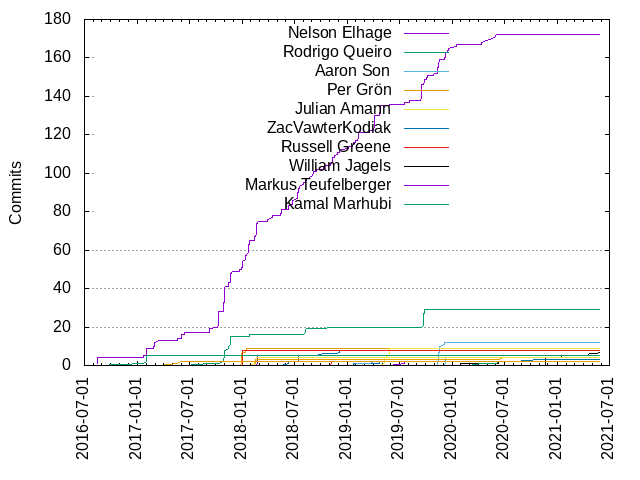 180
160
140
120
100
80
60
40
20
0
Commits
Nelson Elhage
Rodrigo Queiro
Aaron Son
Per Grön
Julian Amann
ZacVawterKodiak
Russell Greene
William Jagels
Markus Teufelberger
Kamal Marhubi
2016-07-01
2017-01-01
2017-07-01
2018-01-01
2018-07-01
2019-01-01
2019-07-01
2020-01-01
2020-07-01
2021-01-01
2021-07-01